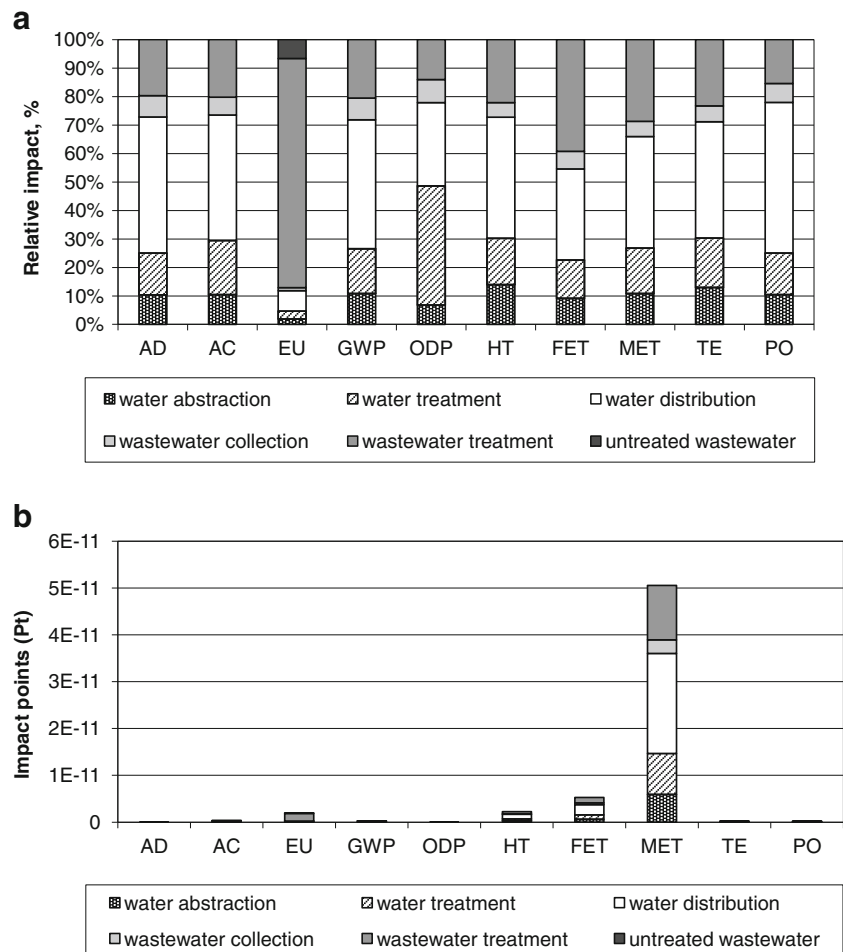 a
100%
90%
80%
70%
60%
50%
40%
30%
20%
10%
0%
Relative impact, %
AD AC EU GWP ODP HT FET MET TE PO
water abstraction water treatment water distribution
wastewater collection wastewater treatment untreated wastewater
b
6E-11
5E-11
4E-11
3E-11
2E-11
1E-11
0
Impact points (Pt)
AD AC EU GWP ODP HT FET MET TE PO
water abstraction water treatment water distribution
wastewater collection wastewater treatment untreated wastewater